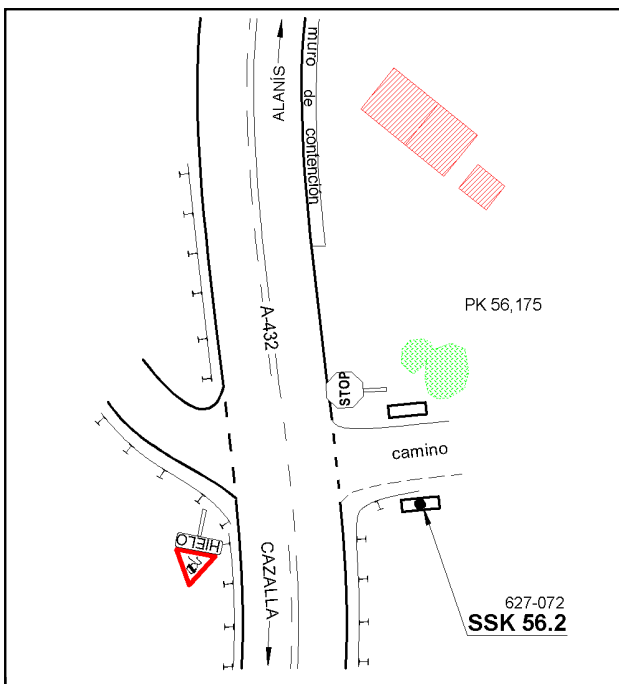 muro de contención
ALANÍS
A-432
PK 56,175
STOP
camino
HIELO
CAZALLA
627-072
SSK 56.2